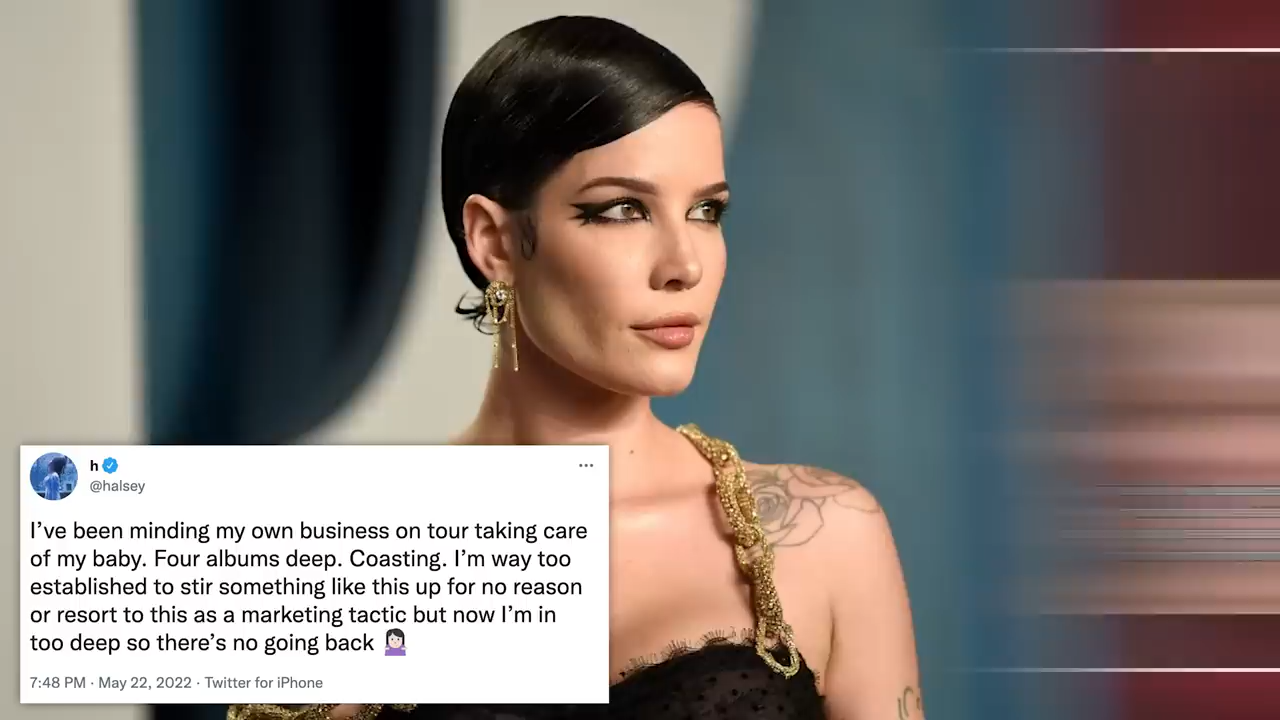 h
@halsey
I’ve been minding my own business on tour taking care
of my baby. Four albums deep. Coasting. I’m way too
established to stir something like this up for no reason
or resort to this as a marketing tactic but now I’m in
too deep so there’s no going back 🤷🏻‍♀️
7:48 PM · May 22, 2022 · Twitter for iPhone